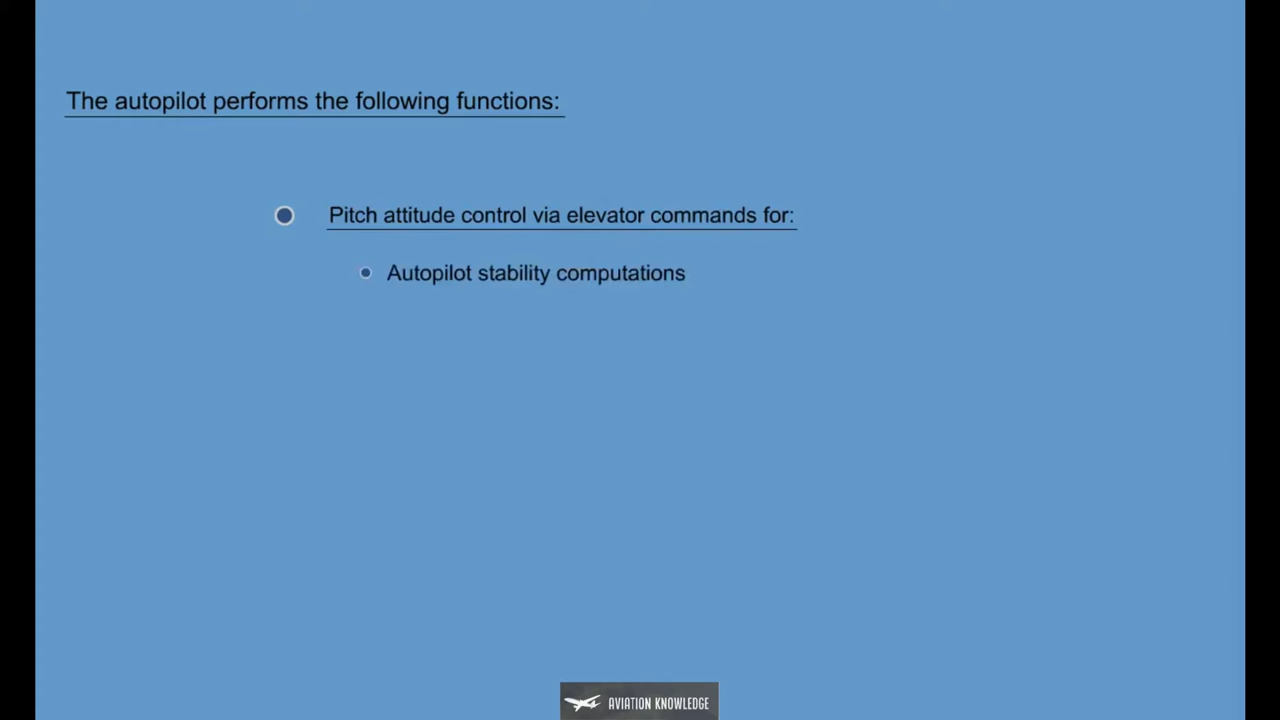 The autopilot performs the following functions:
Pitch attitude control via elevator commands for:
Autopilot stability computations
AVIATION KNOWLEDGE